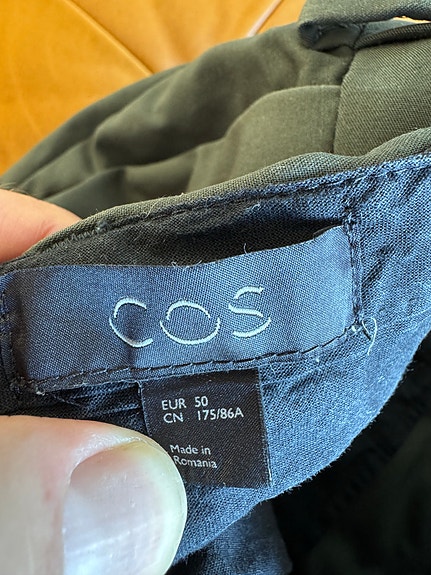 COS
EUR 50
CN 175/86A
Made in
Romania